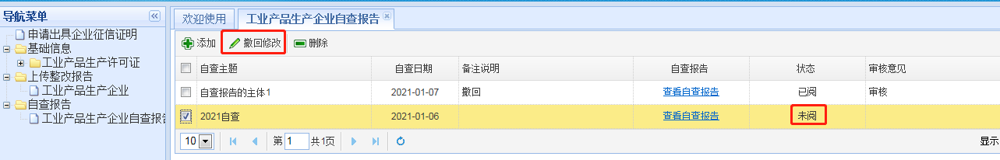 导航菜单
申请出具企业征信证明
基础信息
工业产品生产许可证
上传整改报告
工业产品生产企业
自查报告
工业产品生产企业自查报告
欢迎使用 工业产品生产企业自查报告
添加 撤回修改 删除
自查主题 自查日期 备注说明 自查报告 状态 审核意见
自查报告的主体1 2021-01-07 撤回 查看自查报告 已阅 审核
2021自查 2021-01-06 查看自查报告 未阅
10 第 1 共1页 显示